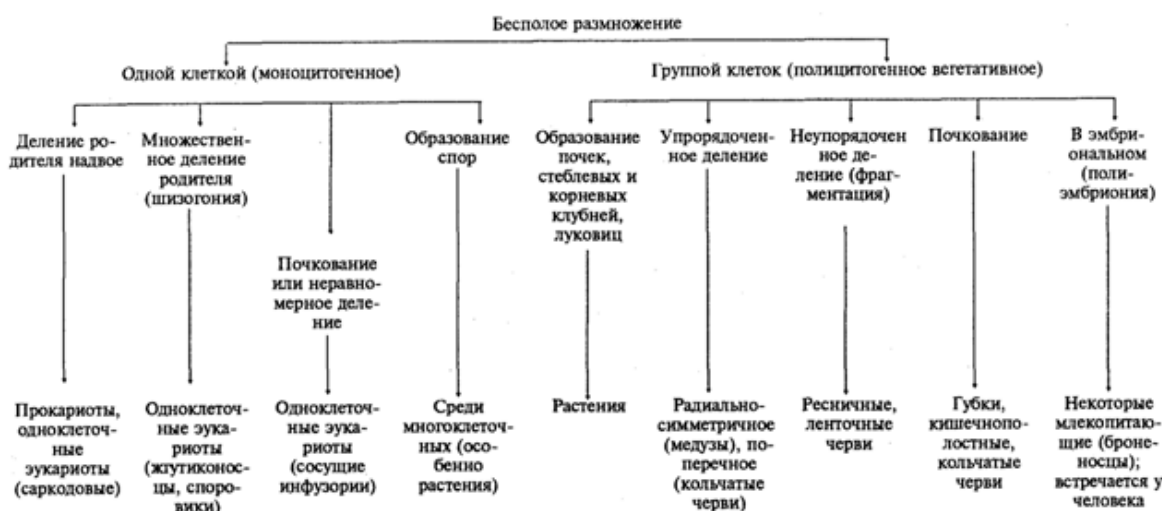 Бесполое размножение
Одной клеткой (моноцитогенное)
Группой клеток (полицитогенное вегетативное)
Деление ро-
дителя надвое
Множествен-
ное деление
родителя
(шизогония)
Почкование
или неравно-
мерное деле-
ние
Образование
спор
Образование
почек,
стеблевых и
корневых
клубней,
луковиц
Упрорядочен-
ное деление
Неупорядочен
ное де-
ление (фраг-
ментация)
Почкование
В эмбри-
ональном
(поли-
эмбриония)
Прокариоты,
одноклеточ-
ные
эукариоты
(саркодовые)
Одноклеточ-
ные эука-
риоты
(жгутиконос-
цы, споро-
вики)
Одноклеточ-
ные эука-
риоты
(сосущие
инфузории)
Среди
многоклеточ-
ных (осо-
бенно
растения)
Растения
Радиально-
симметричное
(медузы), по-
перечное
(кольчатые
черви)
Ресничные,
ленточные
черви
Губки,
кишечнопо-
лостные,
кольчатые
черви
Некоторые
млекопитаю-
щие (броне-
носцы);
встречается у
человека